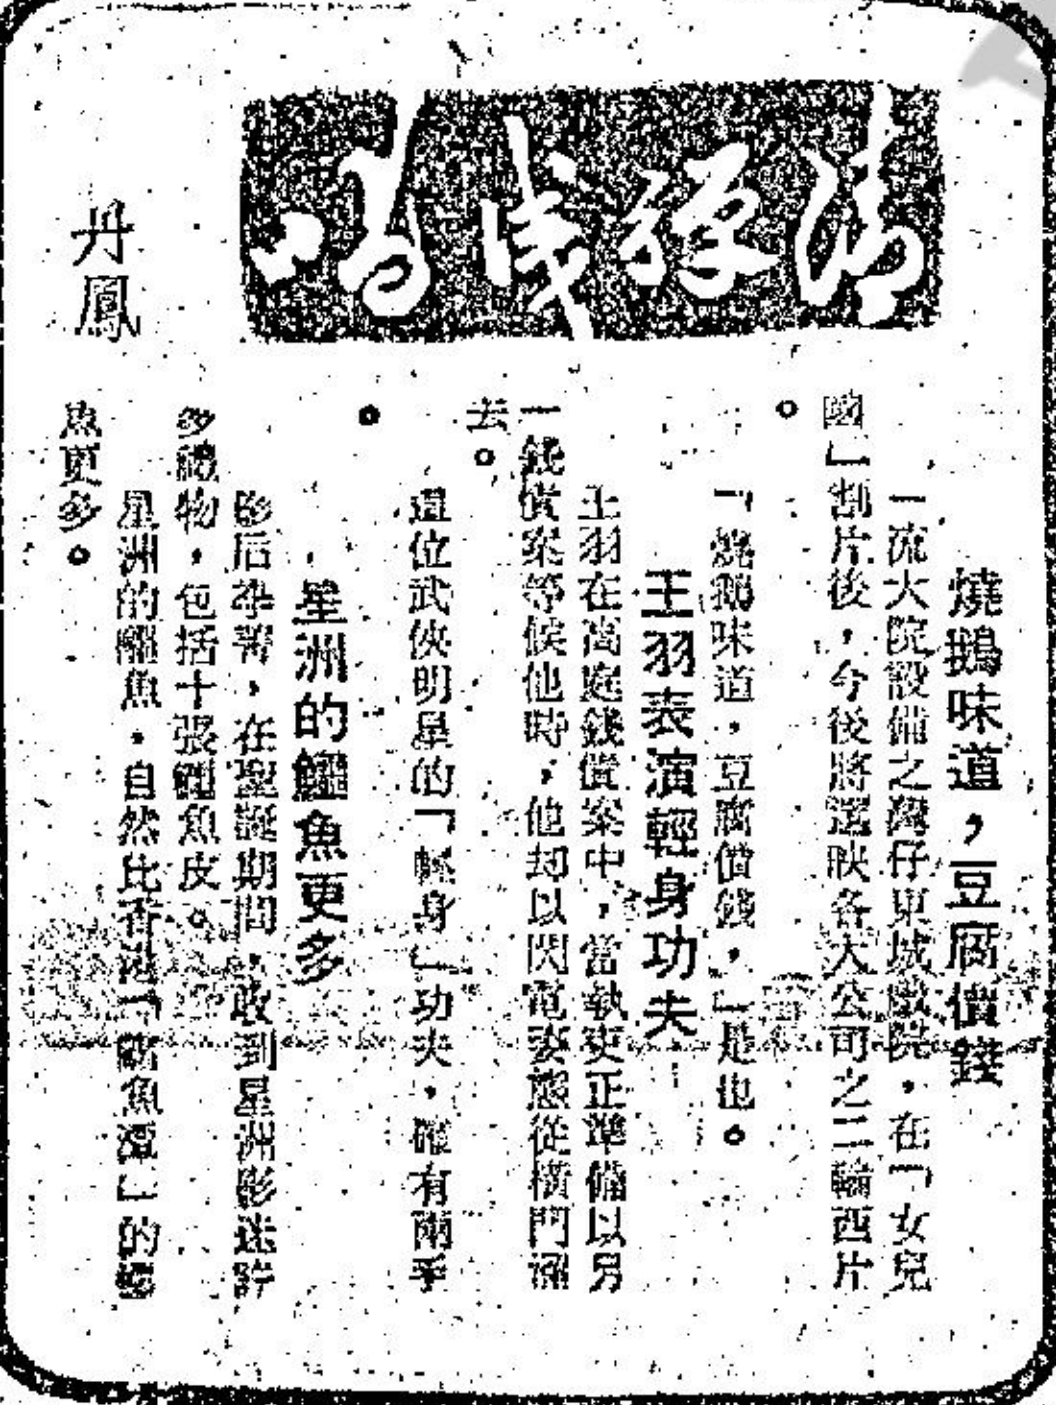 丹鳳
燒鵝味道，豆腐價錢
一流大院設備之灣仔東城戲院，在「女兒
國」割片後，今後將選映各大公司之二輪西片
。
「燒鵝味道，豆腐價錢，」是也。
王羽表演輕身功夫
王羽在高庭錢債案中，當執吏正準備以另
一錢債案等候他時，他却以閃電姿態從橫門溜
去。
這位武俠明星的「輕身」功夫，確有兩手
。
星洲的鱷魚更多
影后李菁，在聖誕期間，收到星洲影迷許
多禮物，包括十張鱷魚皮。
星洲的鱷魚，自然比香港「鱷魚潭」的鱷
魚更多。